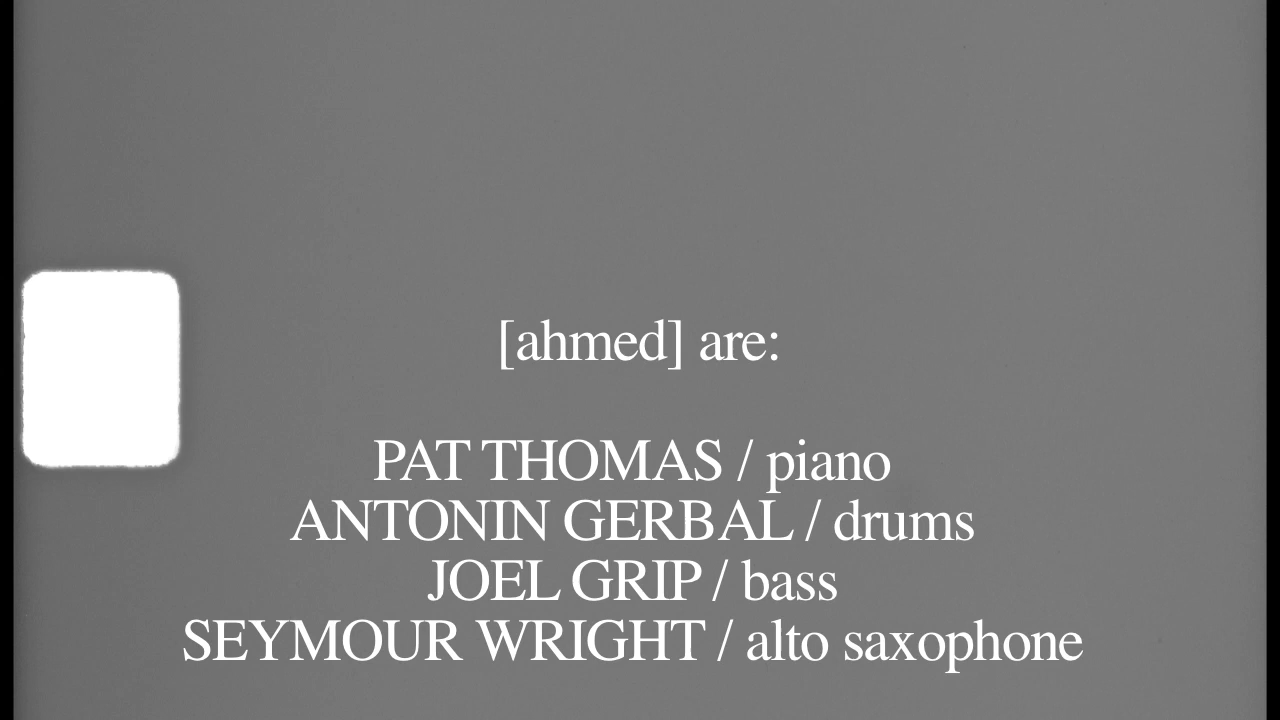 [ahmed] are:
PAT THOMAS / piano
ANTONIN GERBAL / drums
JOEL GRIP / bass
SEYMOUR WRIGHT / alto saxophone